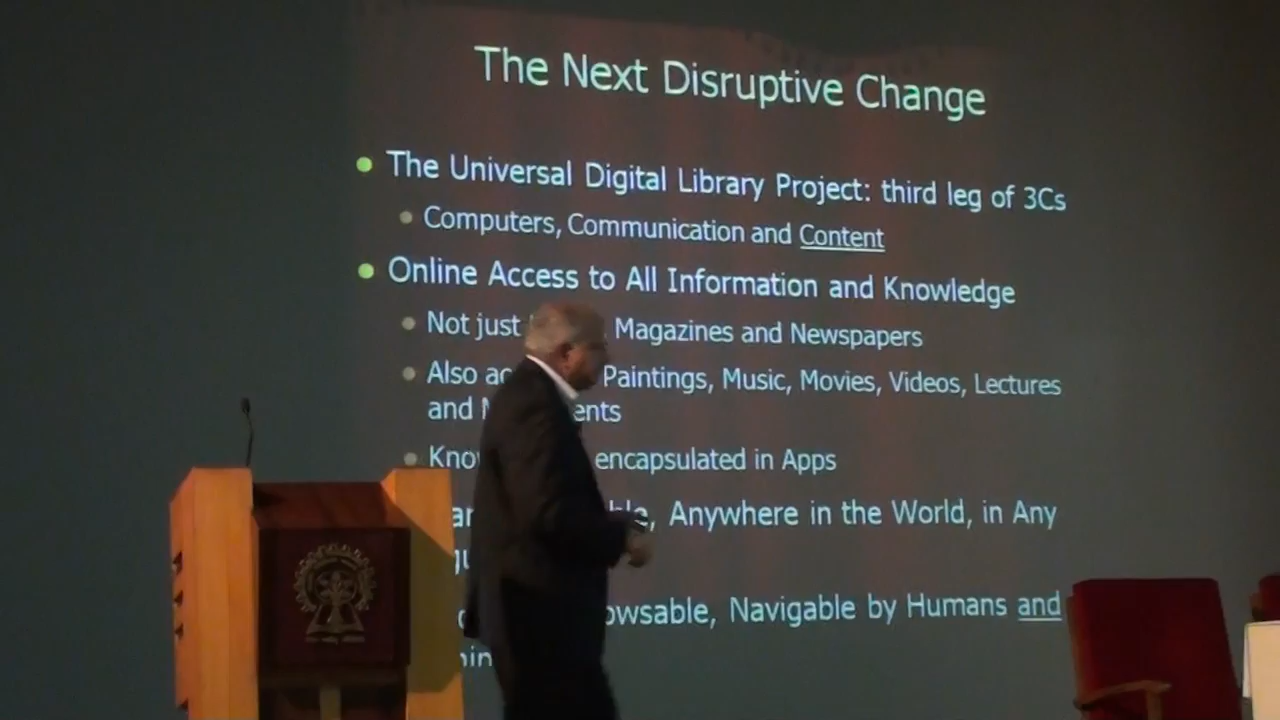 The Next Disruptive Change
The Universal Digital Library Project: third leg of 3Cs
Computers, Communication and Content
Online Access to All Information and Knowledge
Not just Magazines and Newspapers
Also Paintings, Music, Movies, Videos, Lectures
and
encapsulated in Apps
Anywhere in the World, in Any
Navigable by Humans and